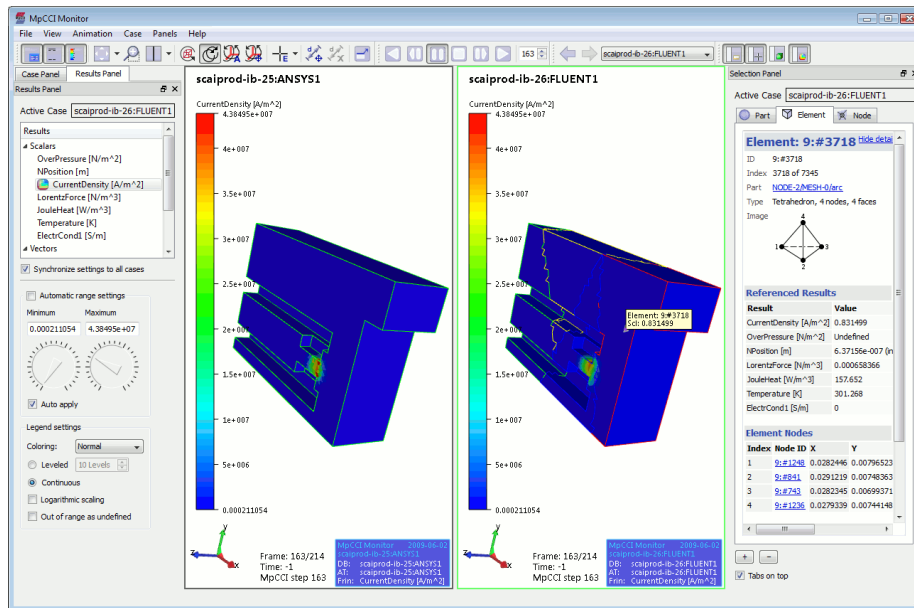 MpCCI Monitor
File View Animation Case Panels Help
163
scaiprod-ib-26:FLUENT1
Case Panel Results Panel
Results Panel
Active Case scaiprod-ib-26:FLUENT1
Results
Scalars
OverPressure [N/m^2]
NPosition [m]
CurrentDensity [A/m^2]
LorentzForce [N/m^3]
JouleHeat [W/m^3]
Temperature [K]
ElectrCond1 [S/m]
Vectors
Synchronize settings to all cases
Automatic range settings
Minimum Maximum
0.000211054 4.38495e+07
Auto apply
Legend settings
Coloring: Normal
Leveled 10 Levels
Continuous
Logarithmic scaling
Out of range as undefined
scaiprod-ib-25:ANSYS1
CurrentDensity [A/m^2]
4.38495e+007
4e+007
3.5e+007
3e+007
2.5e+007
2e+007
1.5e+007
1e+007
5e+006
0.000211054
y
z
x
Frame: 163/214
Time: -1
MpCCI step 163
MpCCI Monitor 2009-06-02
scaiprod-ib-25:ANSYS1
DB: scaiprod-ib-25:ANSYS1
AT: scaiprod-ib-25:ANSYS1
Frin: CurrentDensity [A/m^2]
scaiprod-ib-26:FLUENT1
CurrentDensity [A/m^2]
4.38495e+007
4e+007
3.5e+007
3e+007
2.5e+007
2e+007
1.5e+007
1e+007
5e+006
0.000211054
Element: 9:#3718
Scl: 0.831499
y
z
x
Frame: 163/214
Time: -1
MpCCI step 163
MpCCI Monitor 2009-06-02
scaiprod-ib-26:FLUENT1
DB: scaiprod-ib-26:FLUENT1
AT: scaiprod-ib-26:FLUENT1
Frin: CurrentDensity [A/m^2]
Selection Panel
Active Case scaiprod-ib-26:FLUENT1
Part Element Node
Element: 9:#3718 Hide detai
ID 9:#3718
Index 3718 of 7345
Part NODE-2/MESH-0/arc
Type Tetrahedron, 4 nodes, 4 faces
Image
4
1 3
2
Referenced Results
Result Value
CurrentDensity [A/m^2] 0.831499
OverPressure [N/m^2] Undefined
NPosition [m] 6.37156e-007 (in
LorentzForce [N/m^3] 0.000658366
JouleHeat [W/m^3] 157.652
Temperature [K] 301.268
ElectrCond1 [S/m] 0
Element Nodes
Index Node ID X Y
1 9:#1248 0.0282446 0.00796523
2 9:#841 0.0291219 0.00748363
3 9:#743 0.0282345 0.00699371
4 9:#1236 0.0279339 0.00744148
Tabs on top